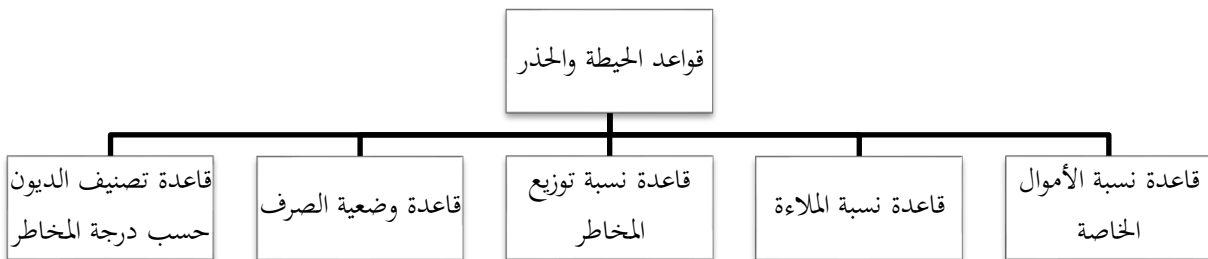 قواعد الحيطة والحذر
قاعدة نسبة الأموال
الخاصة
قاعدة نسبة الملاءة
قاعدة نسبة توزيع
المخاطر
قاعدة وضعية الصرف
قاعدة تصنيف الديون
حسب درجة المخاطر